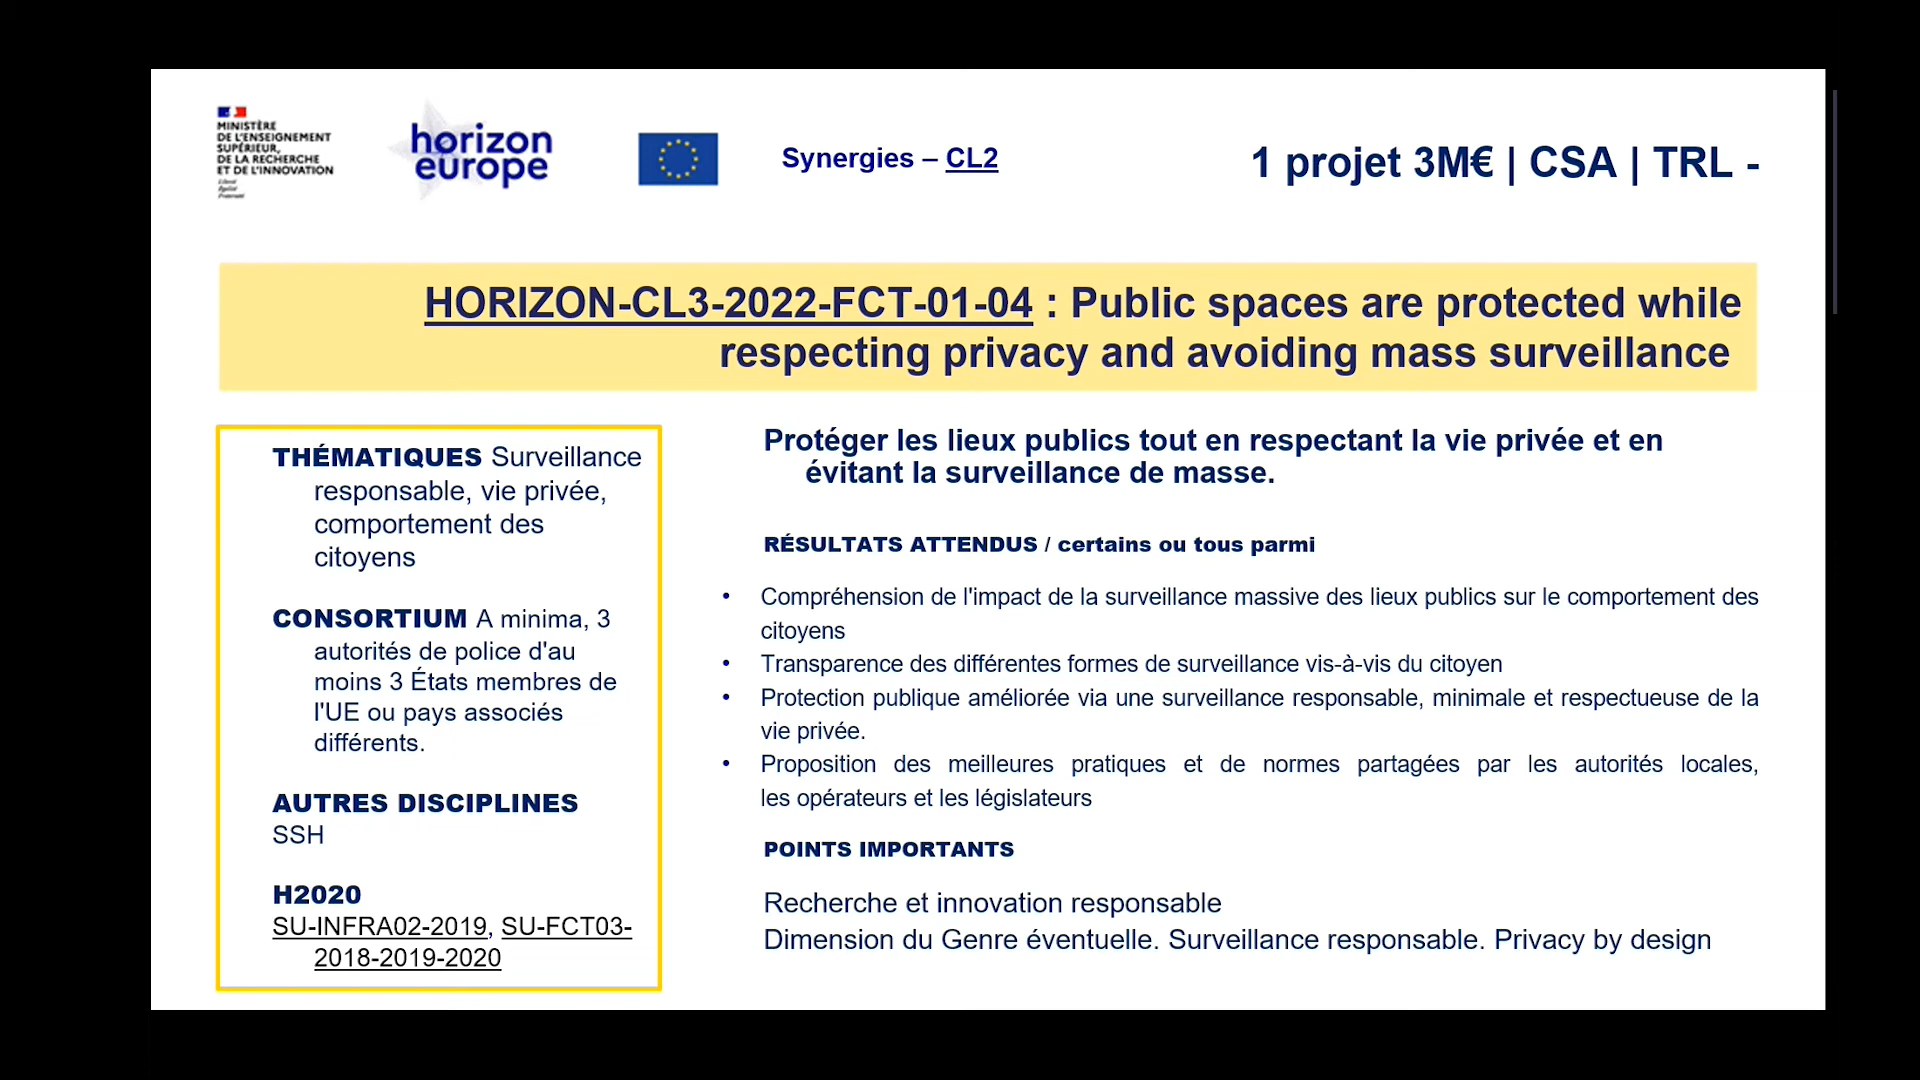 MINISTÈRE
DE L'ENSEIGNEMENT
SUPÉRIEUR,
DE LA RECHERCHE
ET DE L'INNOVATION
Liberté
Égalité
Fraternité
horizon
europe
Synergies – CL2
1 projet 3M€ | CSA | TRL -
HORIZON-CL3-2022-FCT-01-04 : Public spaces are protected while
respecting privacy and avoiding mass surveillance
THÉMATIQUES Surveillance
responsable, vie privée,
comportement des
citoyens
CONSORTIUM A minima, 3
autorités de police d'au
moins 3 États membres de
l'UE ou pays associés
différents.
AUTRES DISCIPLINES
SSH
H2020
SU-INFRA02-2019, SU-FCT03-
2018-2019-2020
Protéger les lieux publics tout en respectant la vie privée et en
évitant la surveillance de masse.
RÉSULTATS ATTENDUS / certains ou tous parmi
• Compréhension de l'impact de la surveillance massive des lieux publics sur le comportement des
citoyens
• Transparence des différentes formes de surveillance vis-à-vis du citoyen
• Protection publique améliorée via une surveillance responsable, minimale et respectueuse de la
vie privée.
• Proposition des meilleures pratiques et de normes partagées par les autorités locales,
les opérateurs et les législateurs
POINTS IMPORTANTS
Recherche et innovation responsable
Dimension du Genre éventuelle. Surveillance responsable. Privacy by design